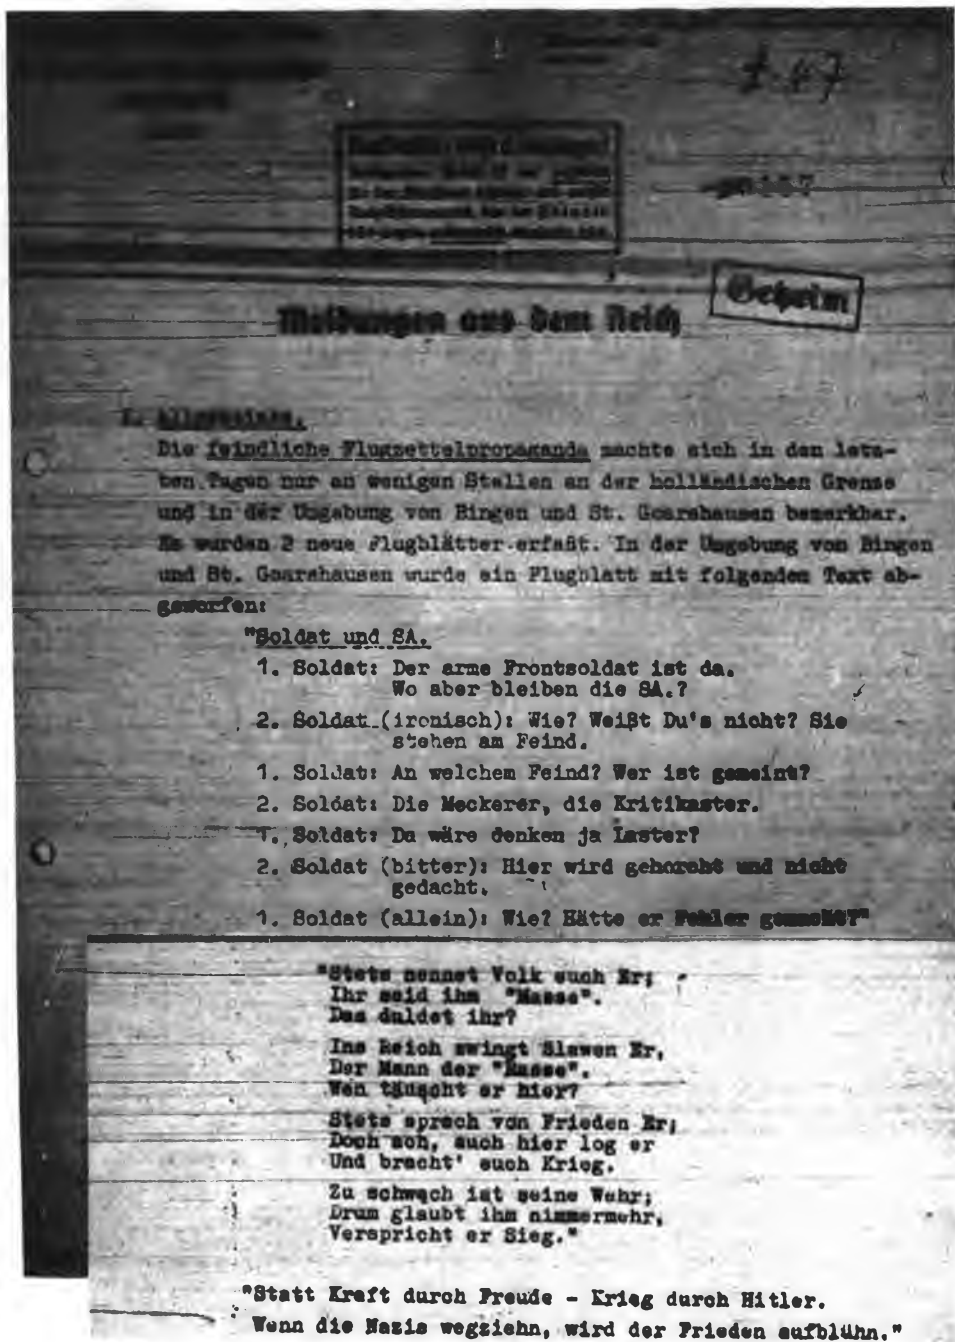 Geheim
Meldungen aus dem Reich
I. Allgemeines.
Die feindliche Flugzettelpropaganda machte sich in den letz-
ten Tagen nur an wenigen Stellen an der holländischen Grenze
und in der Umgebung von Bingen und St. Goarshausen bemerkbar.
Es wurden 2 neue Flugblätter erfaßt. In der Umgebung von Bingen
und St. Goarshausen wurde ein Flugblatt mit folgendem Text ab-
geworfen:
"Soldat und SA.
1. Soldat: Der arme Frontsoldat ist da.
Wo aber bleiben die SA.?
2. Soldat (ironisch): Wie? Weißt Du's nicht? Sie
stehen am Feind.
1. Soldat: An welchem Feind? Wer ist gemeint?
2. Soldat: Die Meckerer, die Kritikaster.
1. Soldat: Da wäre denken ja Laster?
2. Soldat (bitter): Hier wird gehorcht und nicht
gedacht.
1. Soldat (allein): Wie? Hätte er Fehler gemacht?"
"Stets nennet Volk euch Er;
Ihr seid ihm "Masse".
Das duldet ihr?
Ins Reich zwingt Slawen Er,
Der Mann der "Rasse".
Wen täuscht er hier?
Stets sprach von Frieden Er;
Doch ach, auch hier log er
Und bracht' euch Krieg.
Zu schwach ist seine Wehr;
Drum glaubt ihm nimmermehr,
Verspricht er Sieg."
"Statt Kraft durch Freude - Krieg durch Hitler.
Wenn die Nazis wegziehn, wird der Frieden aufblühn."